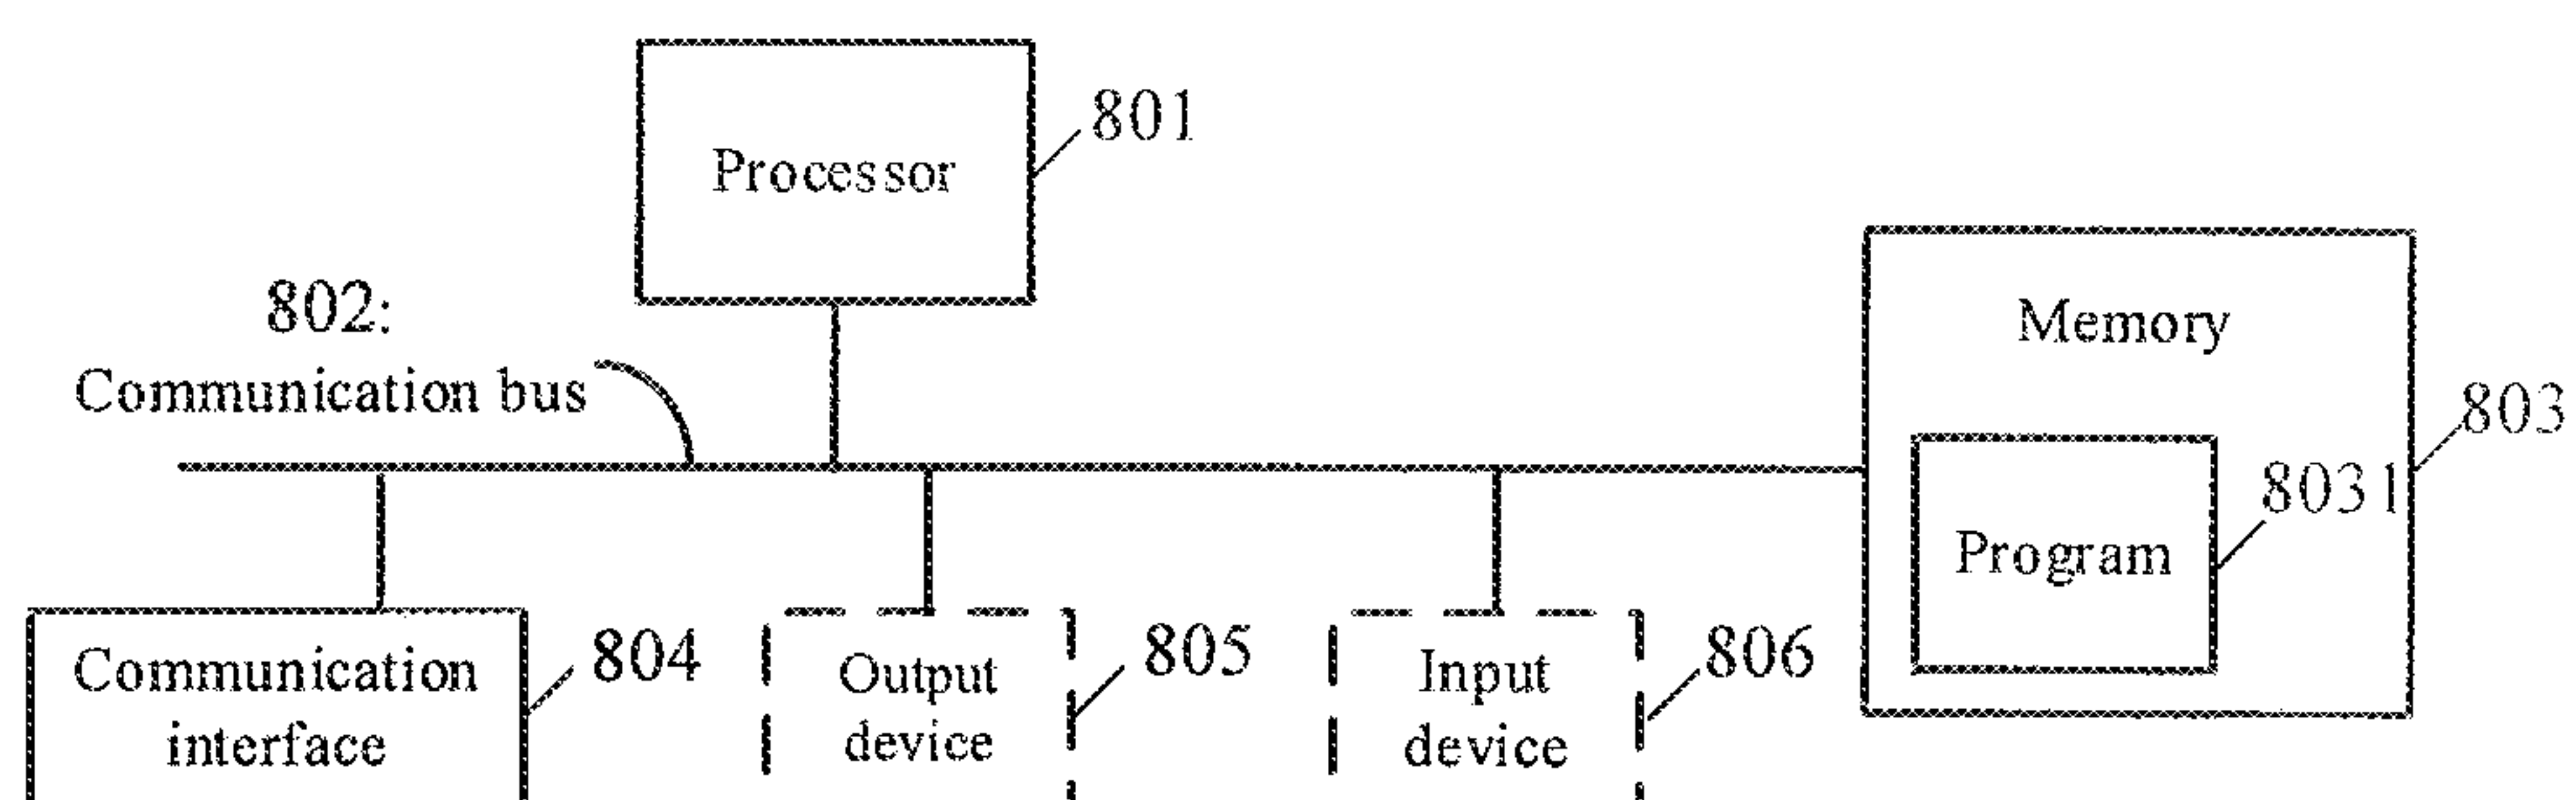 801
Processor
802:
Communication bus
Memory
803
8031
Program
Communication
interface
804
Output
device
805
Input
device
806